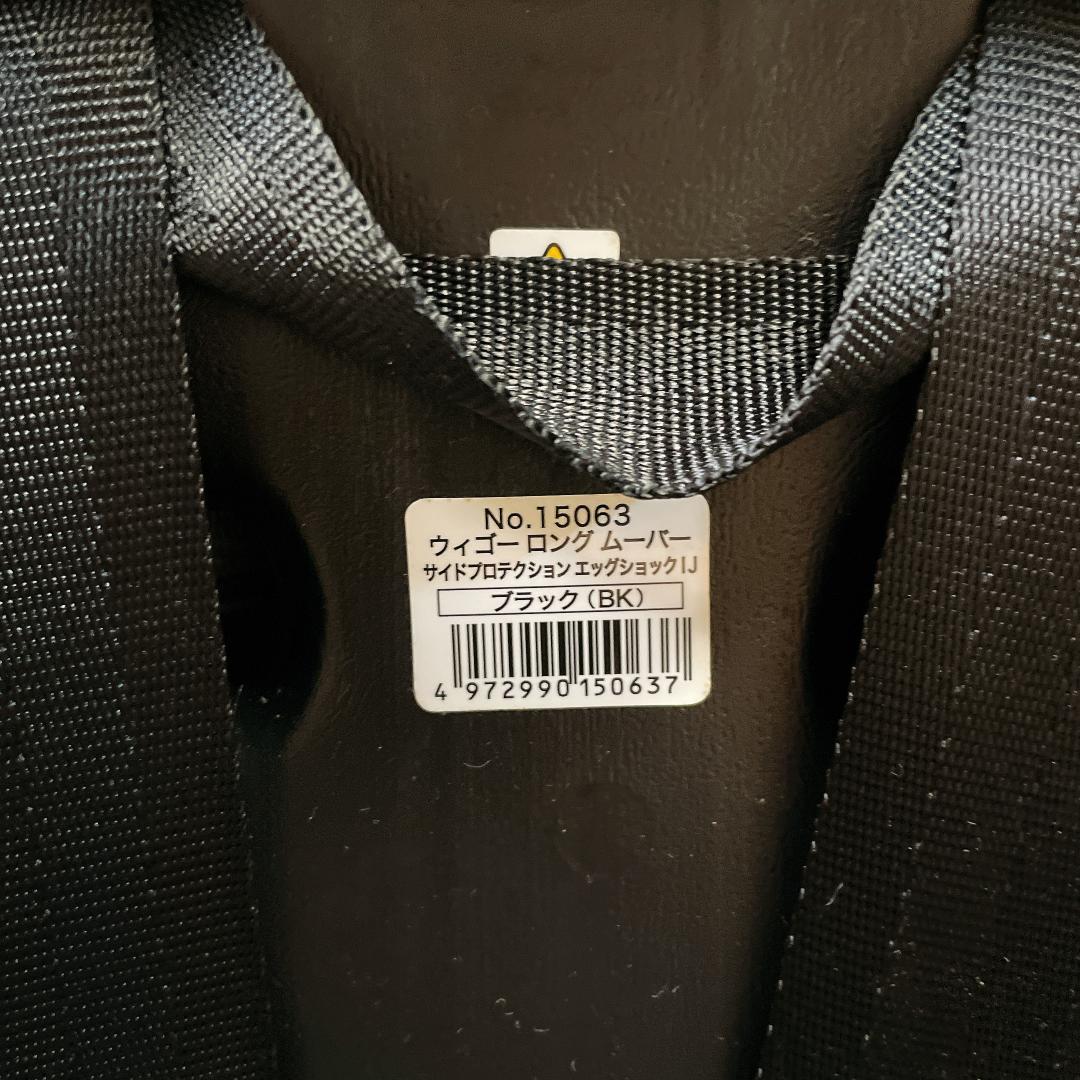 No.15063
ウィゴー ロング ムーバー
サイドプロテクション エッグショック IJ
ブラック（BK）
4 972990 150637